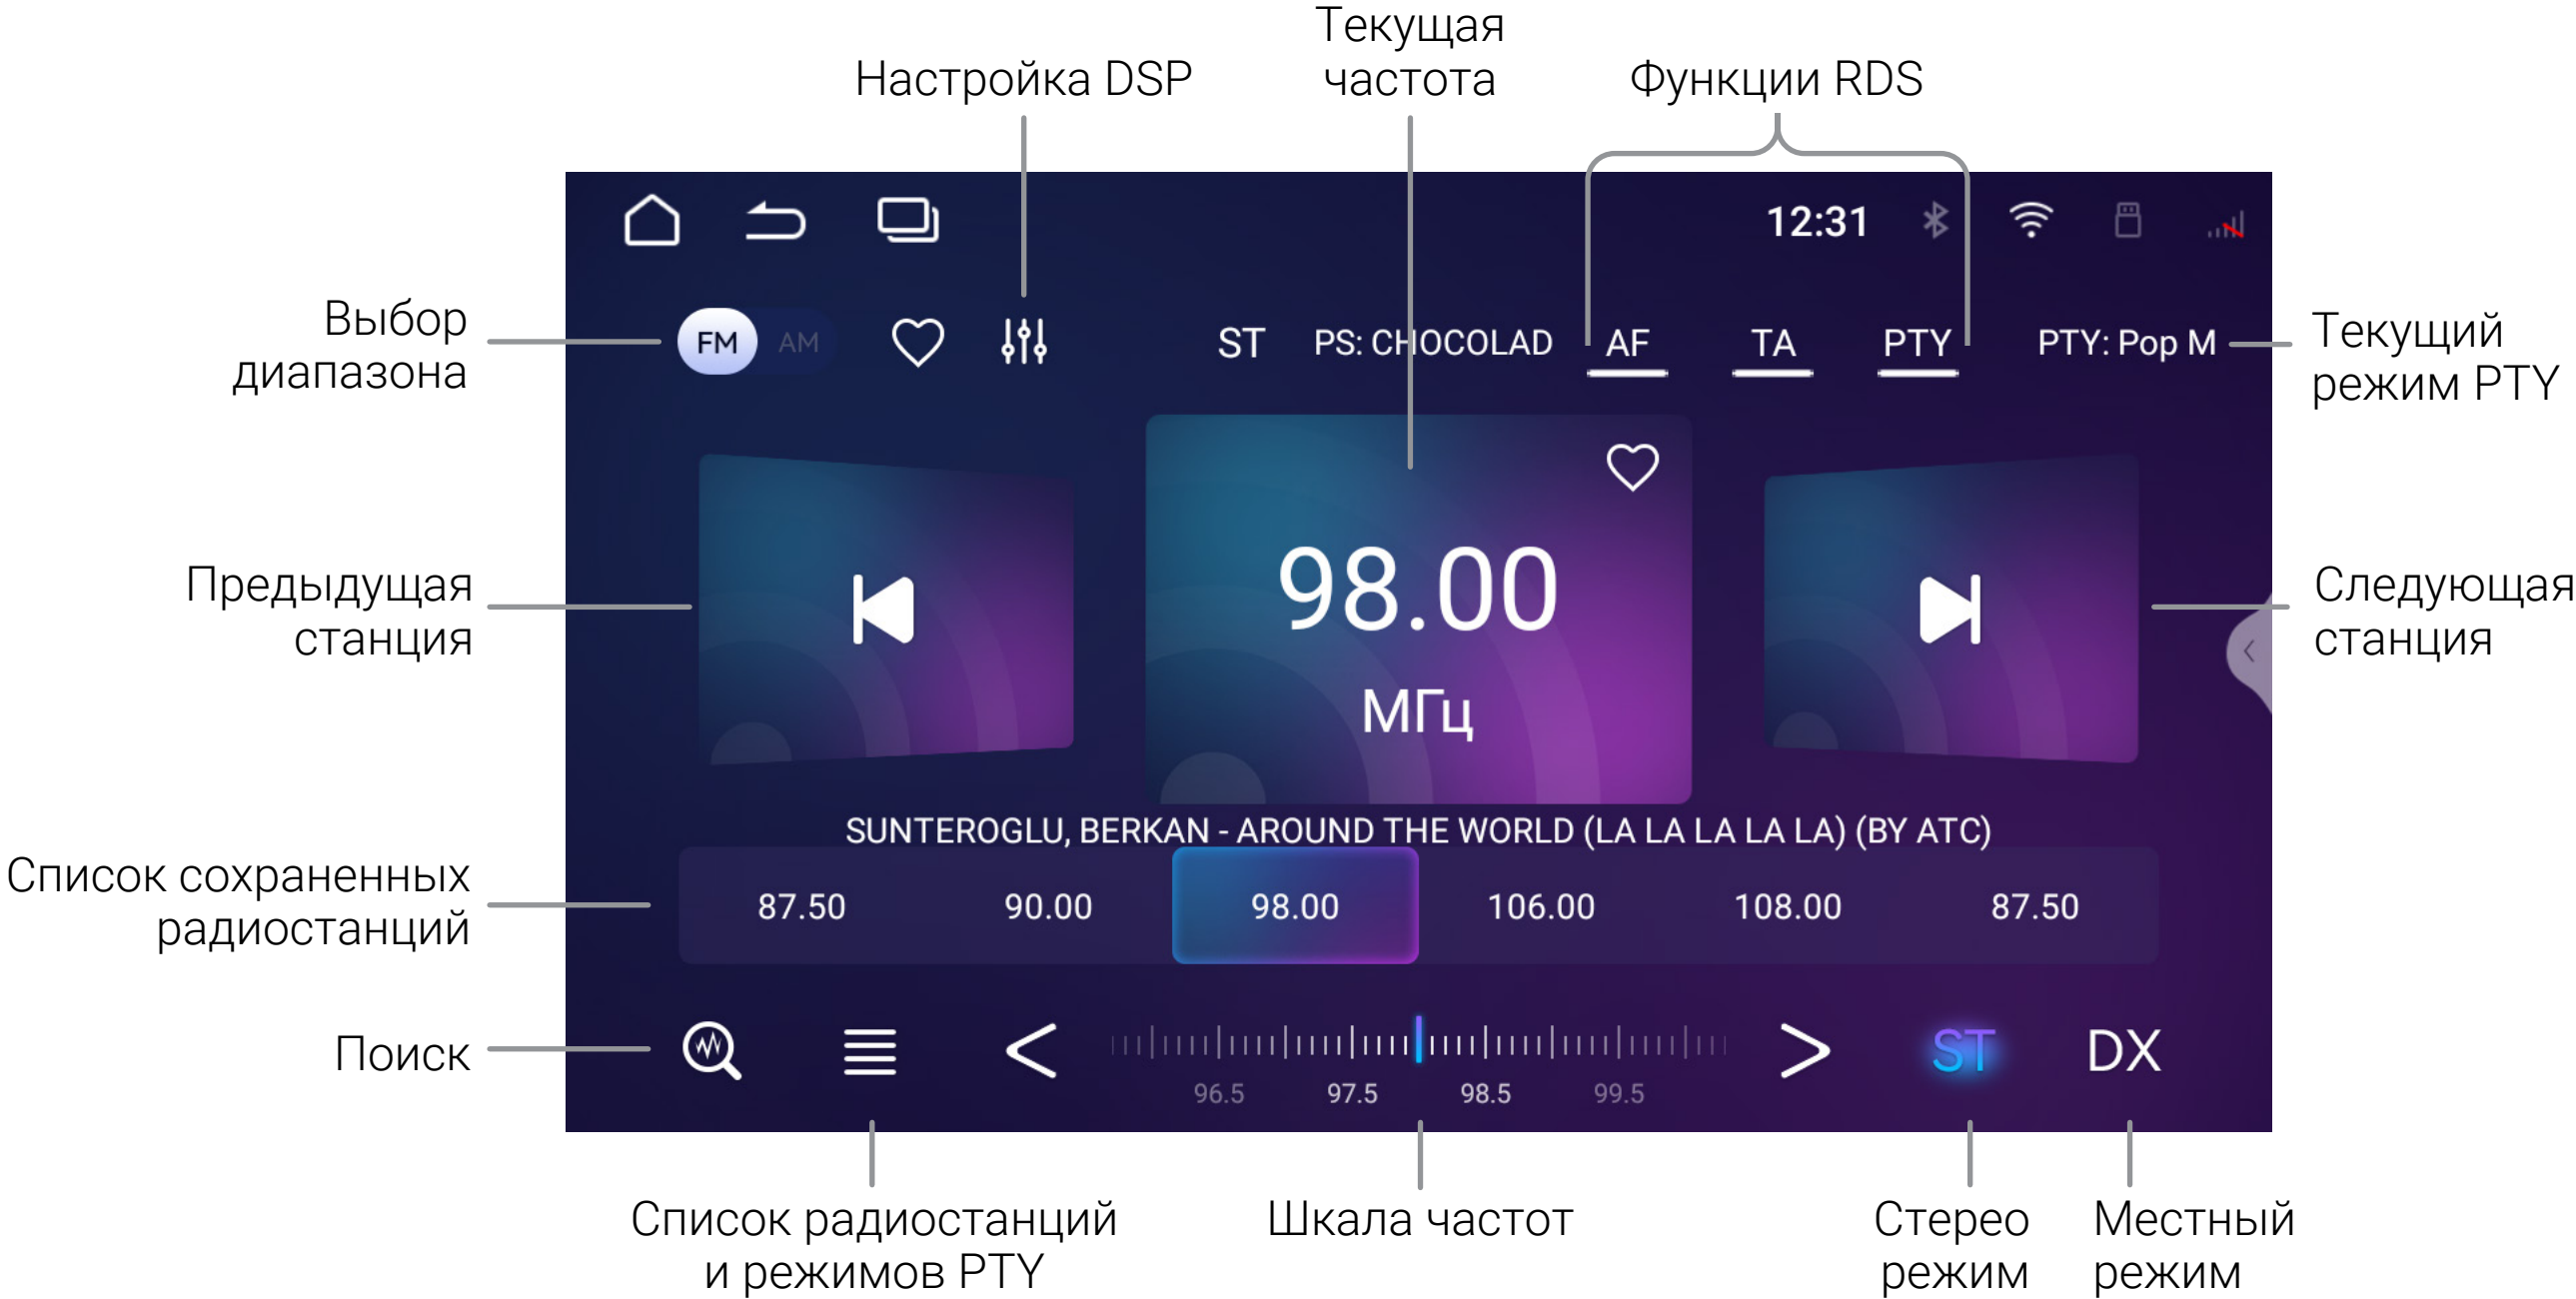 Текущая
частота
Настройка DSP
Функции RDS
12:31
Выбор
диапазона
FM AM
ST PS: CHOCOLAD AF TA PTY PTY: Pop M
Текущий
режим PTY
Предыдущая
станция
98.00
МГц
Следующая
станция
SUNTEROGLU, BERKAN - AROUND THE WORLD (LA LA LA LA LA) (BY ATC)
Список сохраненных
радиостанций
87.50 90.00 98.00 106.00 108.00 87.50
Поиск
ST DX
96.5 97.5 98.5 99.5
Список радиостанций
и режимов PTY
Шкала частот
Стерео
режим
Местный
режим